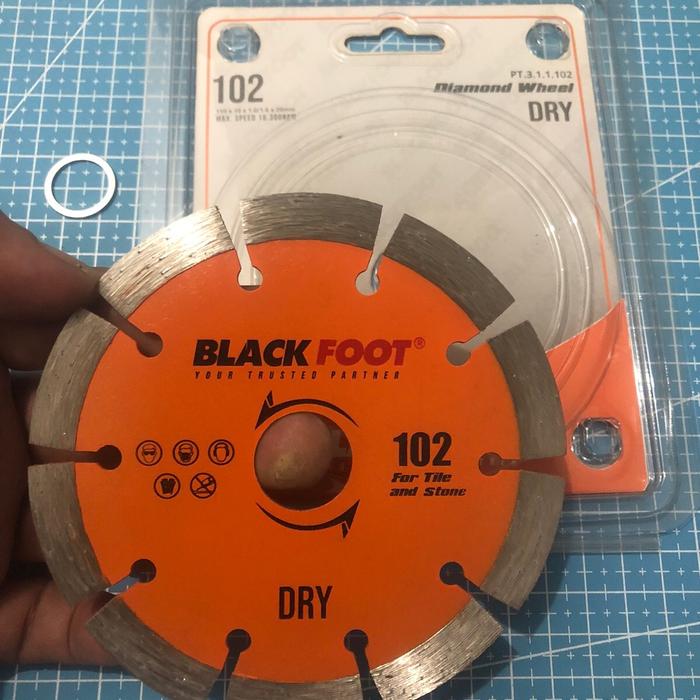 102
PT.3.1.1.102
Diamond Wheel
DRY
BLACK FOOT®
YOUR TRUSTED PARTNER
102
For Tile
and Stone
DRY